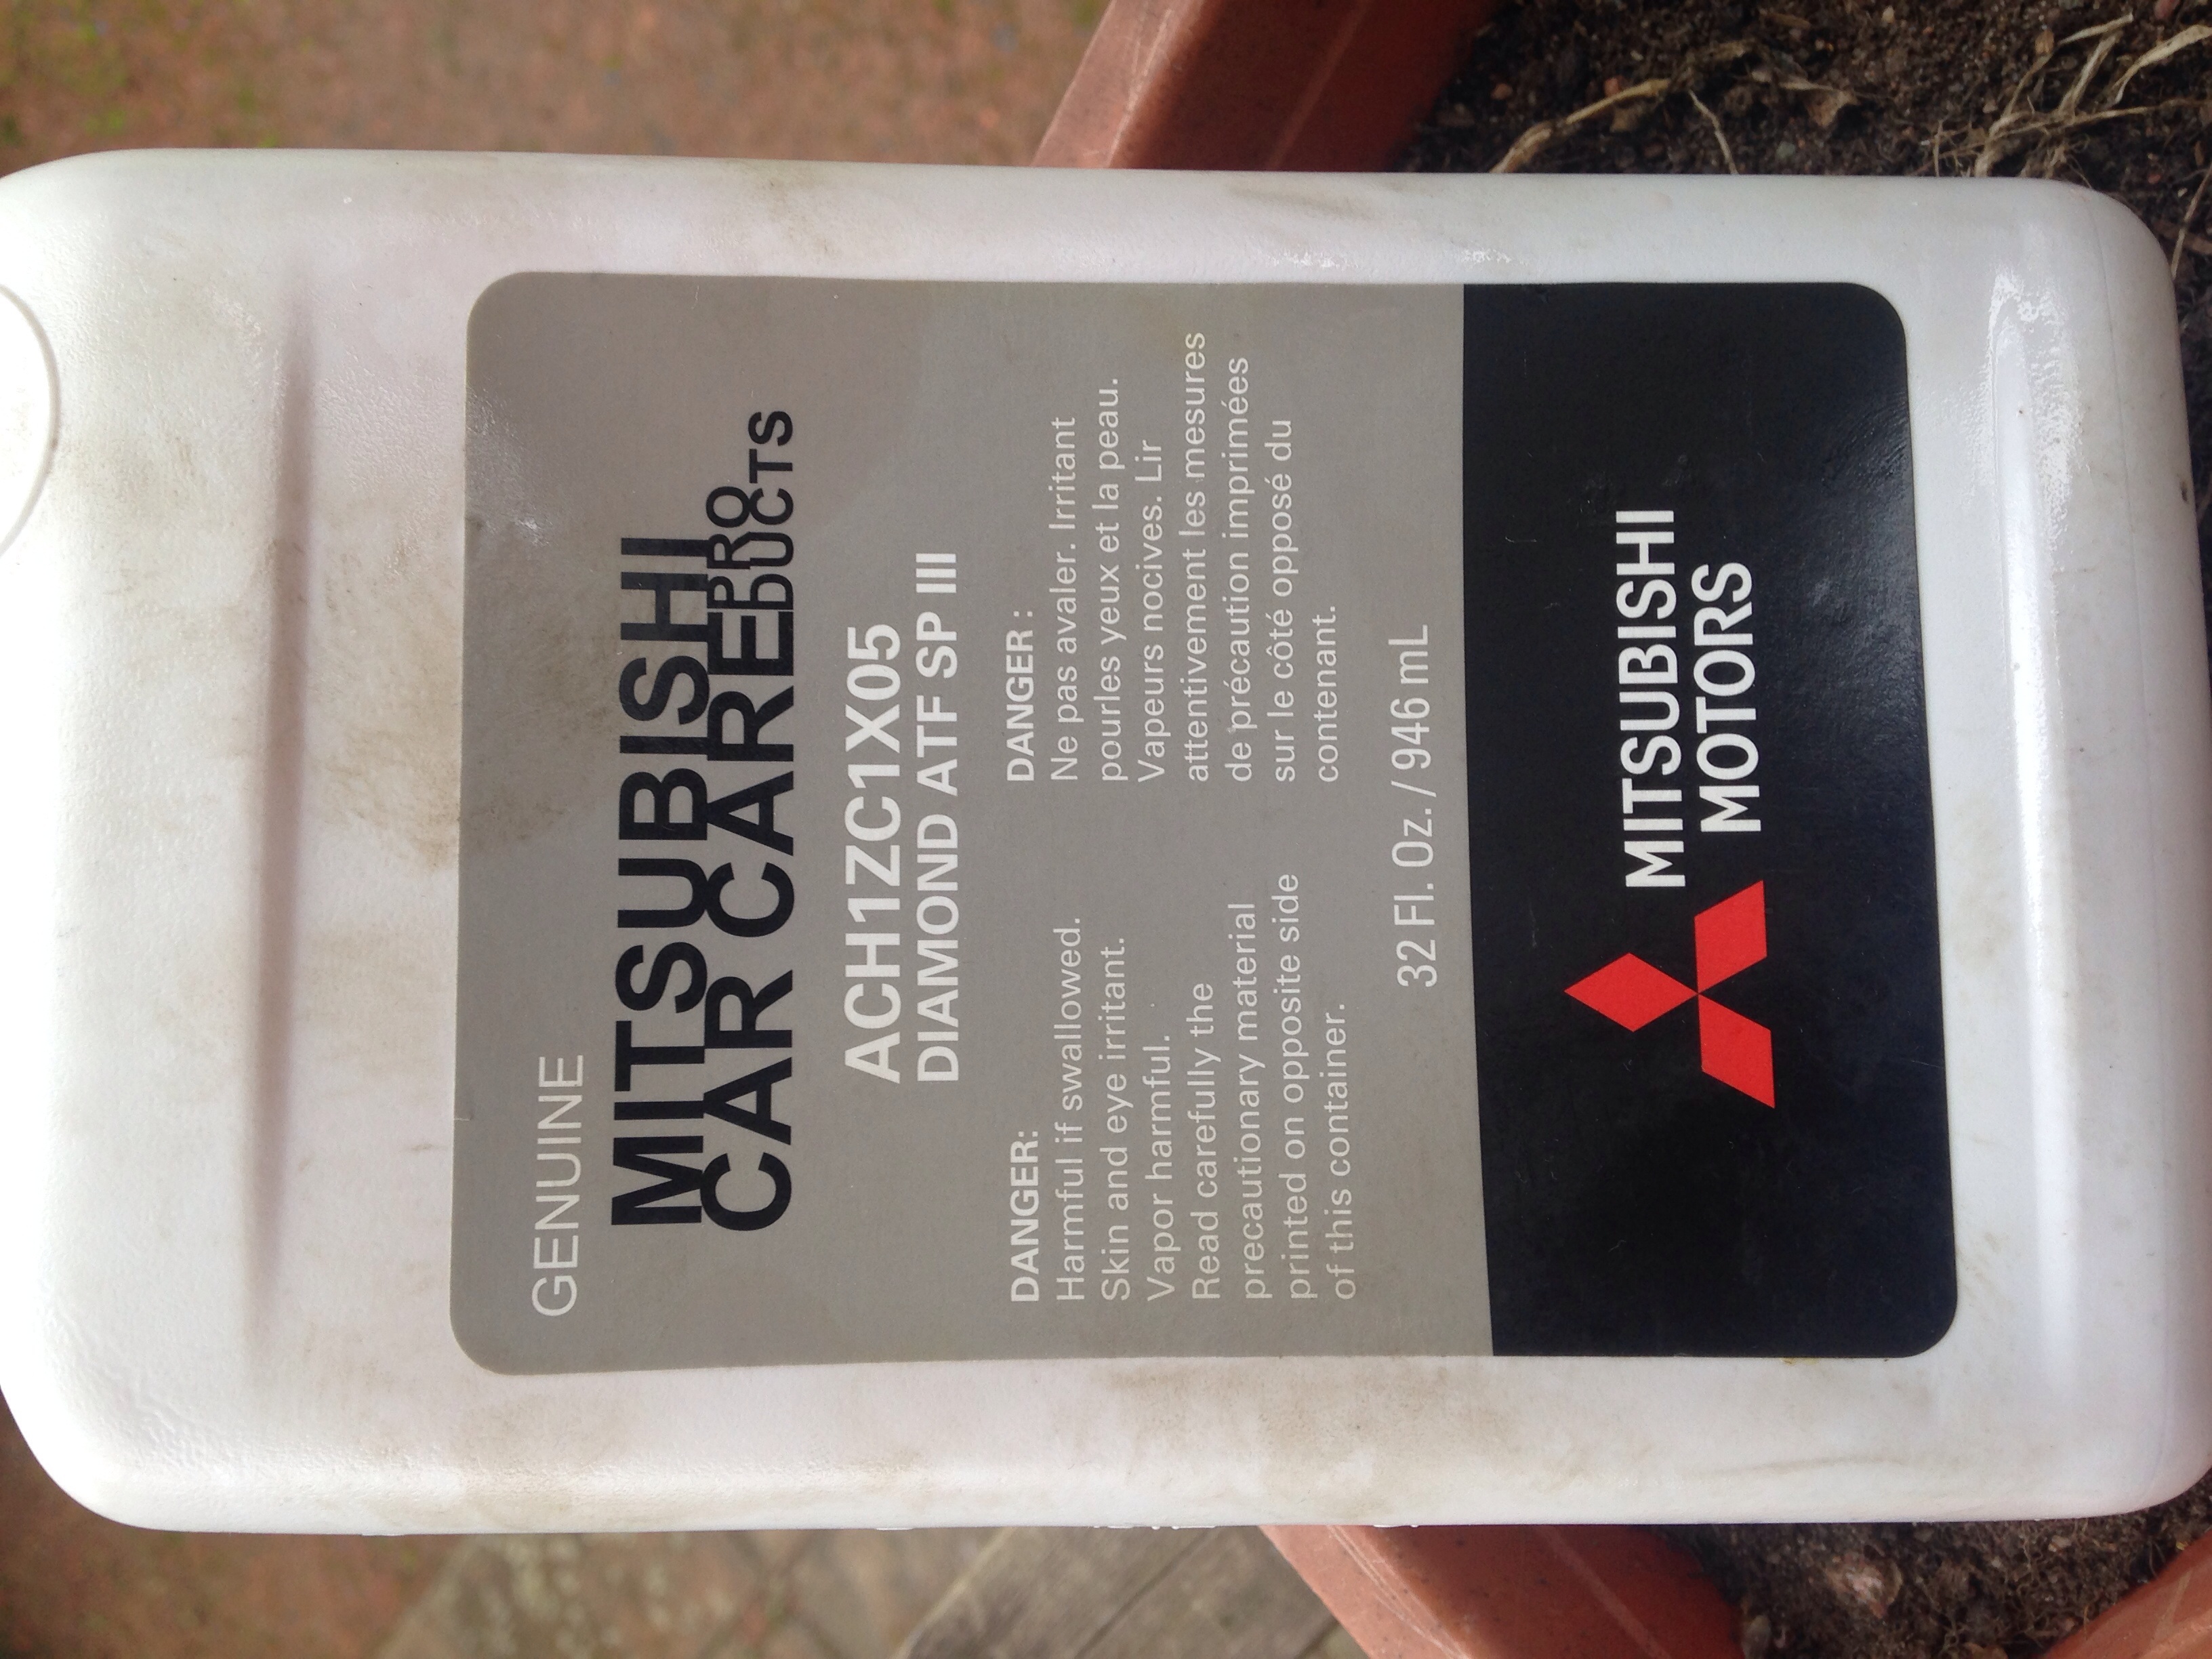 GENUINE
MITSUBISHI
CAR CARE PRODUCTS
ACH1ZC1X05
DIAMOND ATF SP III
DANGER:
Harmful if swallowed.
Skin and eye irritant.
Vapor harmful.
Read carefully the
precautionary material
printed on opposite side
of this container.
DANGER :
Ne pas avaler. Irritant
pourles yeux et la peau.
Vapeurs nocives. Lir
attentivement les mesures
de précaution imprimées
sur le côté opposé du
contenant.
32 Fl. Oz. / 946 mL
MITSUBISHI
MOTORS